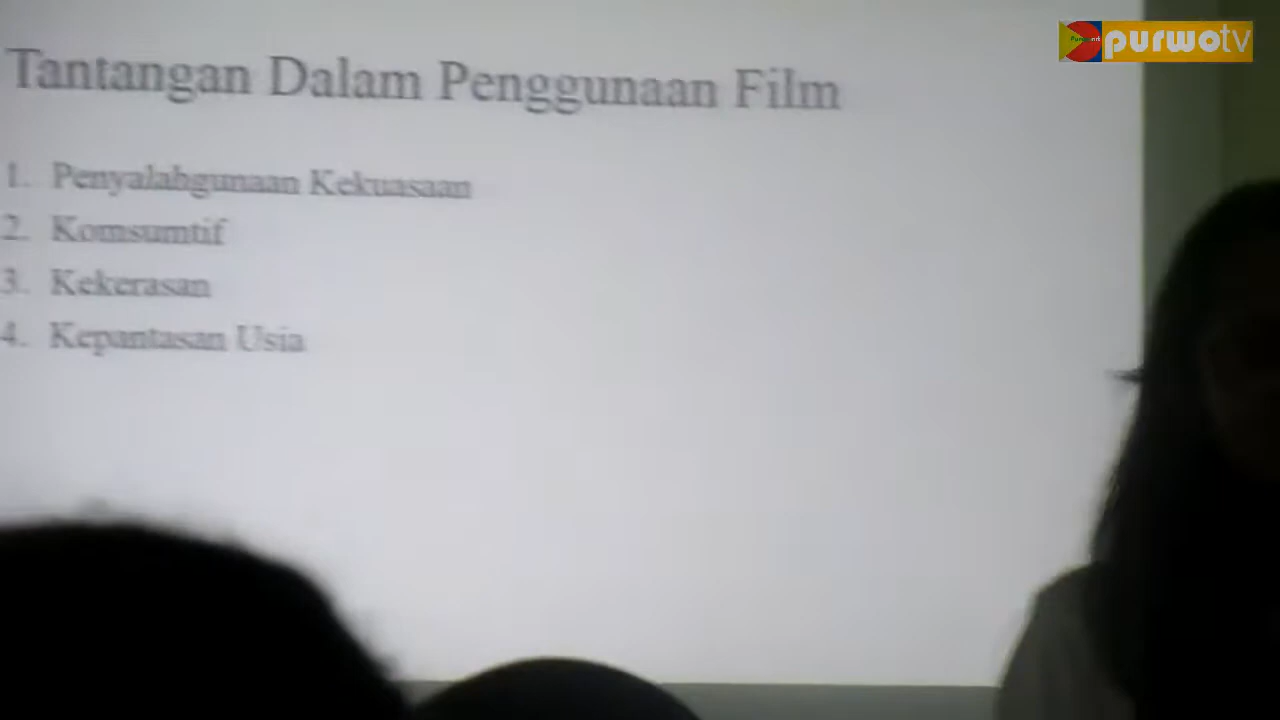 purwotv
Tantangan Dalam Penggunaan Film
1. Penyalahgunaan Kekuasaan
2. Komsumtif
3. Kekerasan
4. Kepantasan Usia